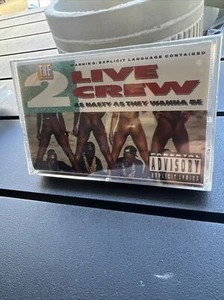 WARNING: EXPLICIT LANGUAGE CONTAINED
THE
2 LIVE
CREW
AS NASTY AS THEY WANNA BE
PARENTAL
ADVISORY
EXPLICIT LYRICS